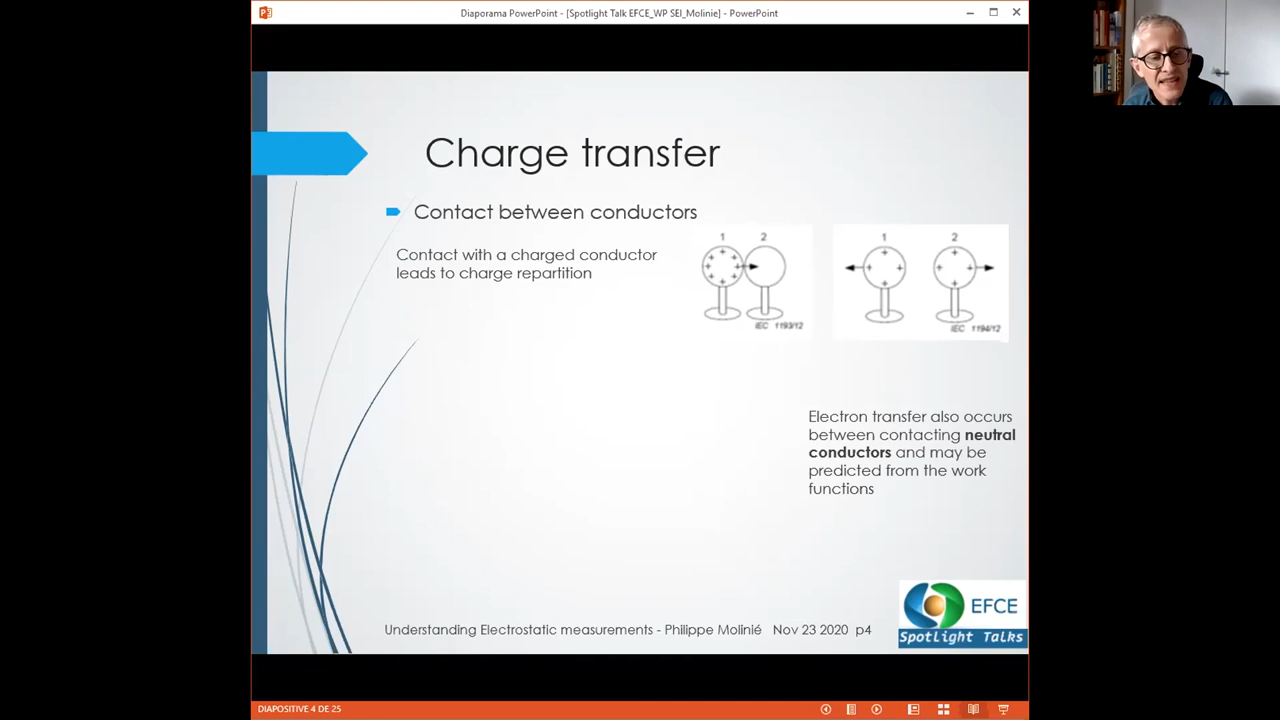 Diaporama PowerPoint - [Spotlight Talk EFCE_WP SEI_Molinie] - PowerPoint
Charge transfer
Contact between conductors
Contact with a charged conductor
leads to charge repartition
1 2
IEC 1193/12
1 2
IEC 1194/12
Electron transfer also occurs
between contacting neutral
conductors and may be
predicted from the work
functions
EFCE
Spotlight Talks
Understanding Electrostatic measurements - Philippe Molinié Nov 23 2020 p4
DIAPOSITIVE 4 DE 25